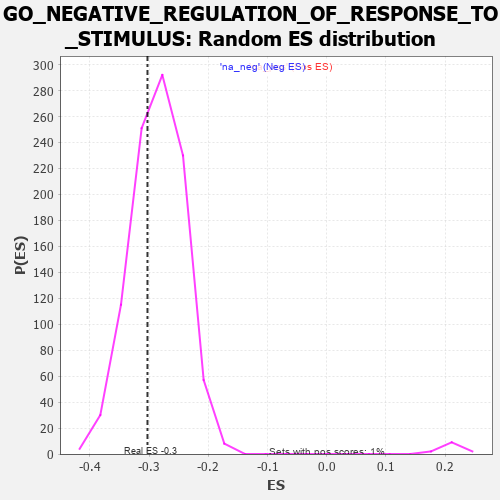 GO_NEGATIVE_REGULATION_OF_RESPONSE_TO
_STIMULUS: Random ES distribution
'na_neg' (Neg ES)s ES)
300
280
260
240
220
200
180
160
140
120
100
80
60
40
20
0
P(ES)
Real ES -0.3
Sets with pos scores: 1%
-0.4 -0.3 -0.2 -0.1 0.0 0.1 0.2
ES